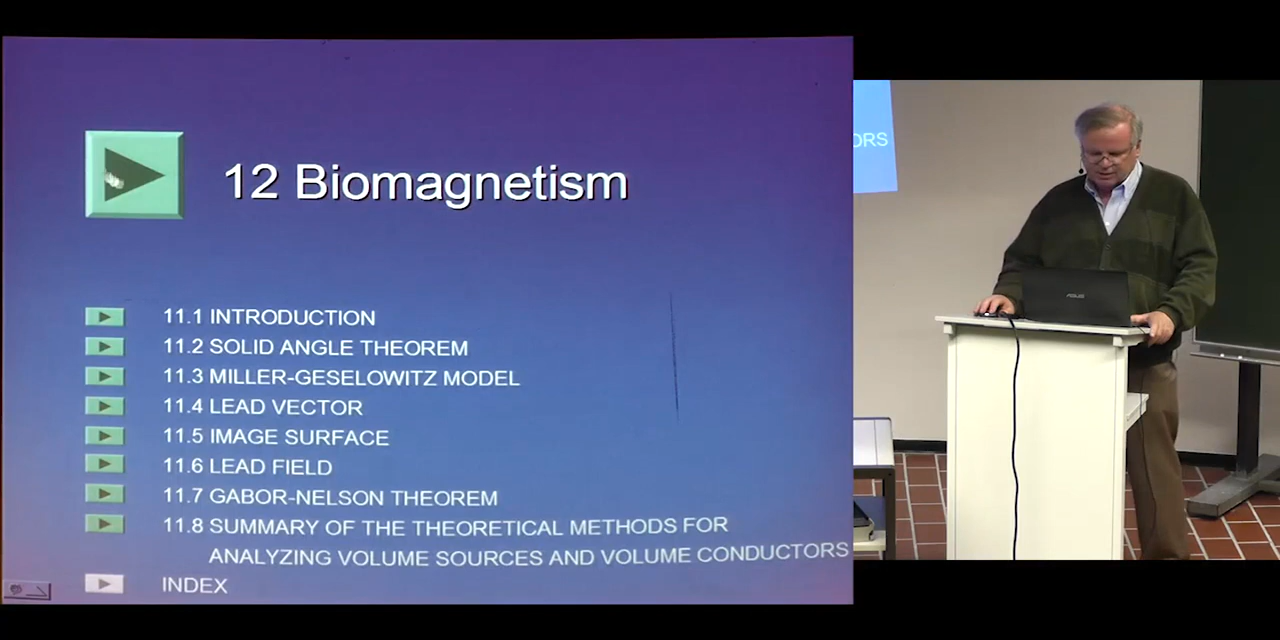 12 Biomagnetism
11.1 INTRODUCTION
11.2 SOLID ANGLE THEOREM
11.3 MILLER-GESELOWITZ MODEL
11.4 LEAD VECTOR
11.5 IMAGE SURFACE
11.6 LEAD FIELD
11.7 GABOR-NELSON THEOREM
11.8 SUMMARY OF THE THEORETICAL METHODS FOR
ANALYZING VOLUME SOURCES AND VOLUME CONDUCTORS
INDEX
ORS
ASUS